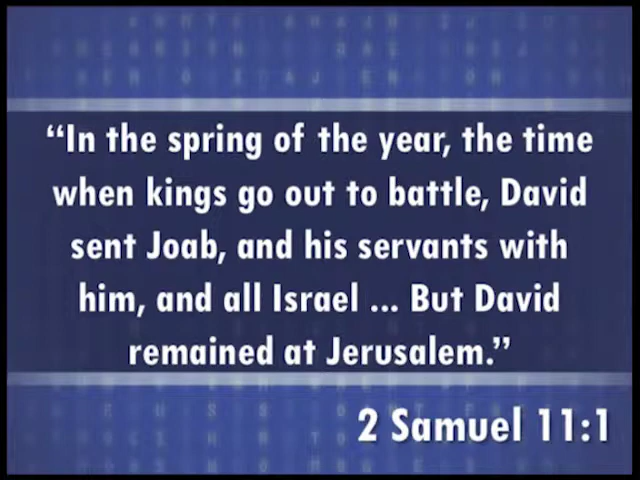 “In the spring of the year, the time
when kings go out to battle, David
sent Joab, and his servants with
him, and all Israel ... But David
remained at Jerusalem.”
2 Samuel 11:1